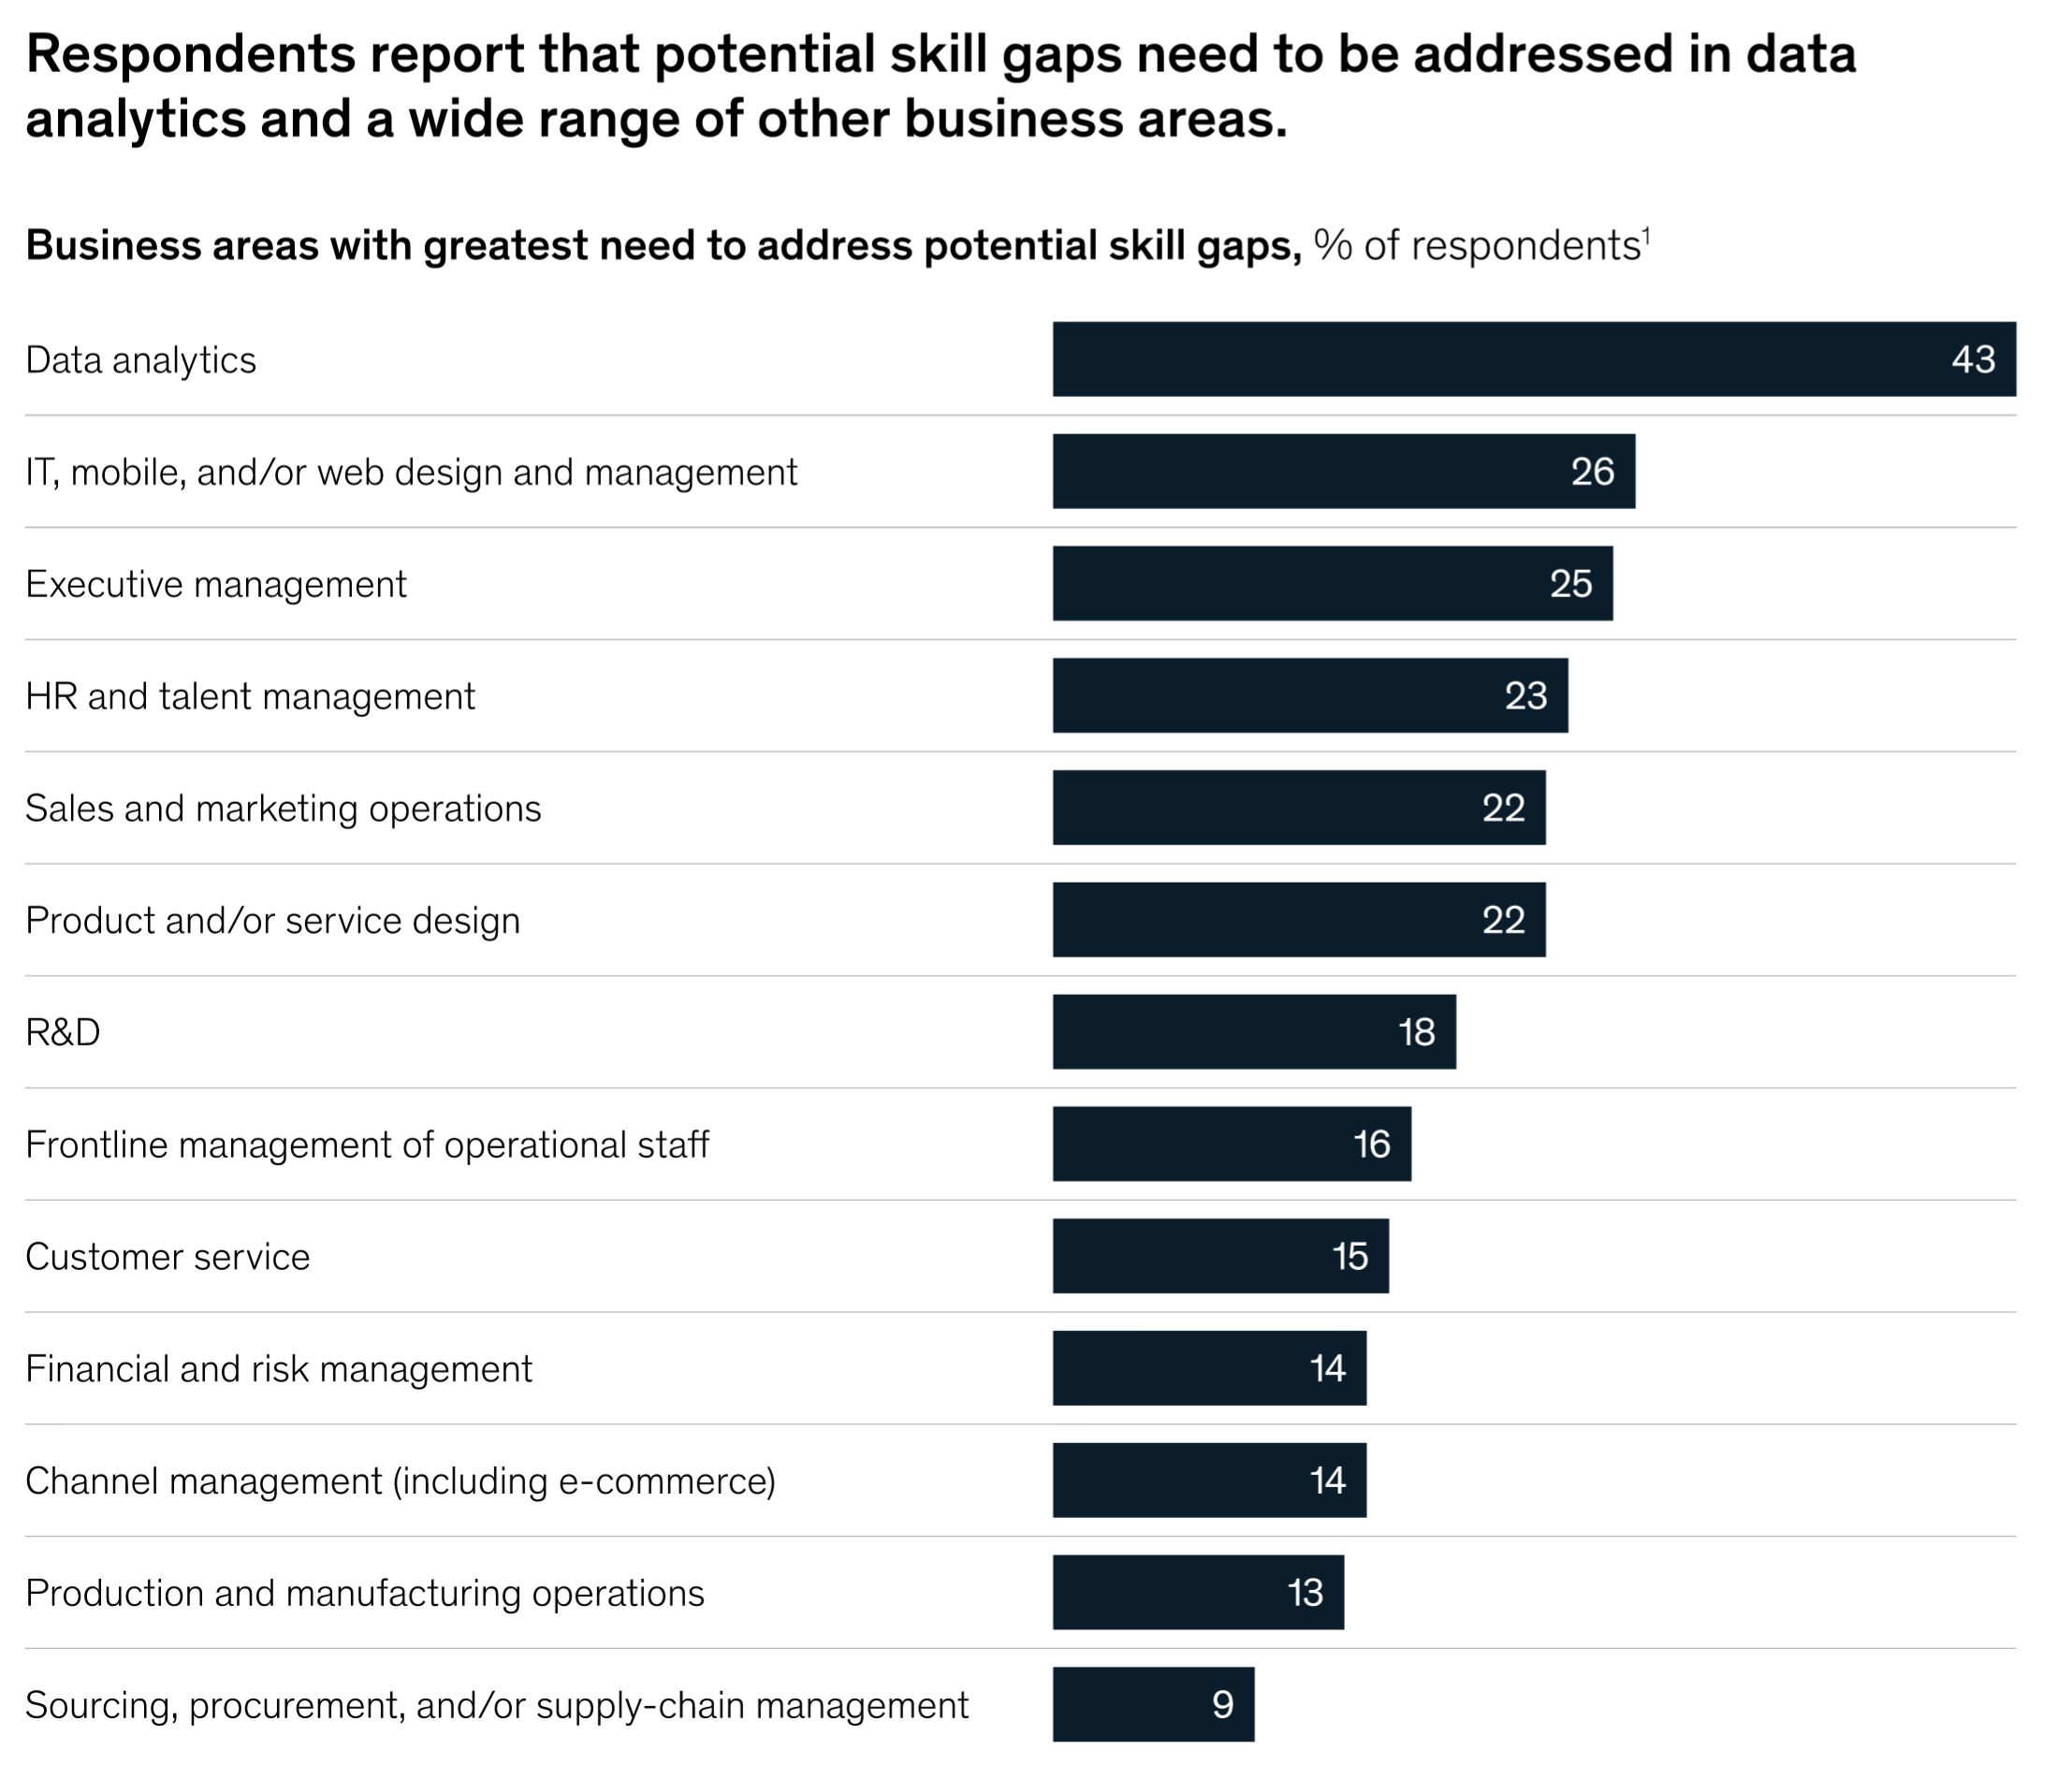 Respondents report that potential skill gaps need to be addressed in data
analytics and a wide range of other business areas.
Business areas with greatest need to address potential skill gaps, % of respondents¹
Data analytics 43
IT, mobile, and/or web design and management 26
Executive management 25
HR and talent management 23
Sales and marketing operations 22
Product and/or service design 22
R&D 18
Frontline management of operational staff 16
Customer service 15
Financial and risk management 14
Channel management (including e-commerce) 14
Production and manufacturing operations 13
Sourcing, procurement, and/or supply-chain management 9